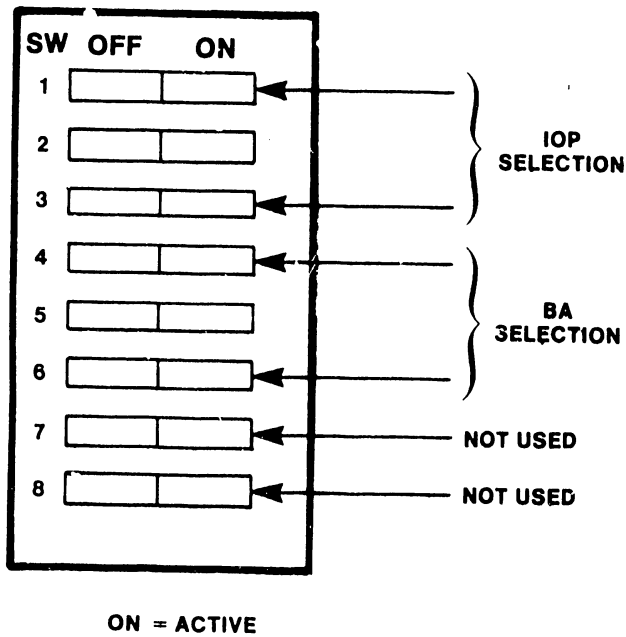 SW OFF ON
1
2
3
4
5
6
7
8
IOP
SELECTION
BA
SELECTION
NOT USED
NOT USED
ON = ACTIVE